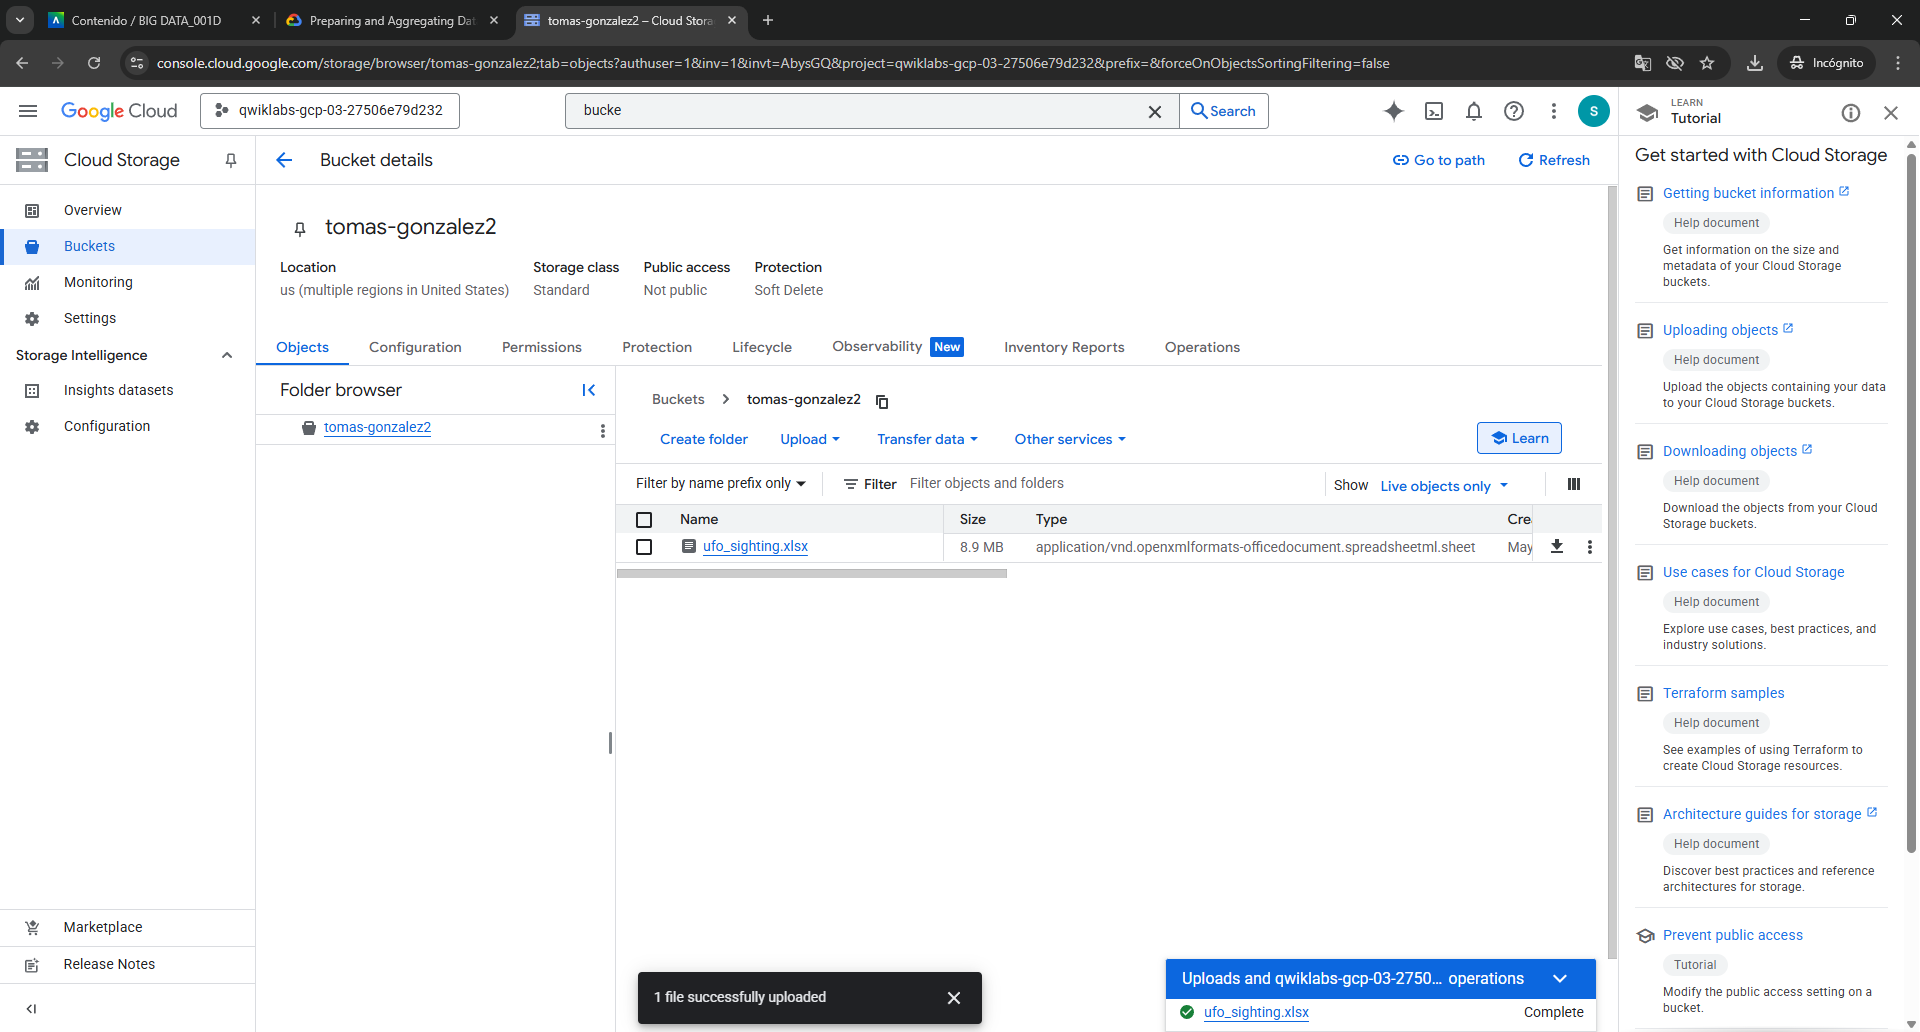 Contenido / BIG DATA_001D
Preparing and Aggregating Dat
tomas-gonzalez2 – Cloud Stora
console.cloud.google.com/storage/browser/tomas-gonzalez2;tab=objects?authuser=1&inv=1&invt=AbysGQ&project=qwiklabs-gcp-03-27506e79d232&prefix=&forceOnObjectsSortingFiltering=false
Incógnito
Google Cloud
qwiklabs-gcp-03-27506e79d232
bucke
Search
S
LEARN
Tutorial
Cloud Storage
Overview
Buckets
Monitoring
Settings
Storage Intelligence
Insights datasets
Configuration
Marketplace
Release Notes
Bucket details
Go to path
Refresh
tomas-gonzalez2
Location
us (multiple regions in United States)
Storage class
Standard
Public access
Not public
Protection
Soft Delete
Objects
Configuration
Permissions
Protection
Lifecycle
Observability New
Inventory Reports
Operations
Folder browser
tomas-gonzalez2
Buckets
tomas-gonzalez2
Create folder
Upload
Transfer data
Other services
Learn
Filter by name prefix only
Filter
Filter objects and folders
Show
Live objects only
Name
Size
Type
Cre
ufo_sighting.xlsx
8.9 MB
application/vnd.openxmlformats-officedocument.spreadsheetml.sheet
May
1 file successfully uploaded
Uploads and qwiklabs-gcp-03-2750... operations
ufo_sighting.xlsx
Complete
Get started with Cloud Storage
Getting bucket information
Help document
Get information on the size and
metadata of your Cloud Storage
buckets.
Uploading objects
Help document
Upload the objects containing your data
to your Cloud Storage buckets.
Downloading objects
Help document
Download the objects from your Cloud
Storage buckets.
Use cases for Cloud Storage
Help document
Explore use cases, best practices, and
industry solutions.
Terraform samples
Help document
See examples of using Terraform to
create Cloud Storage resources.
Architecture guides for storage
Help document
Discover best practices and reference
architectures for storage.
Prevent public access
Tutorial
Modify the public access setting on a
bucket.